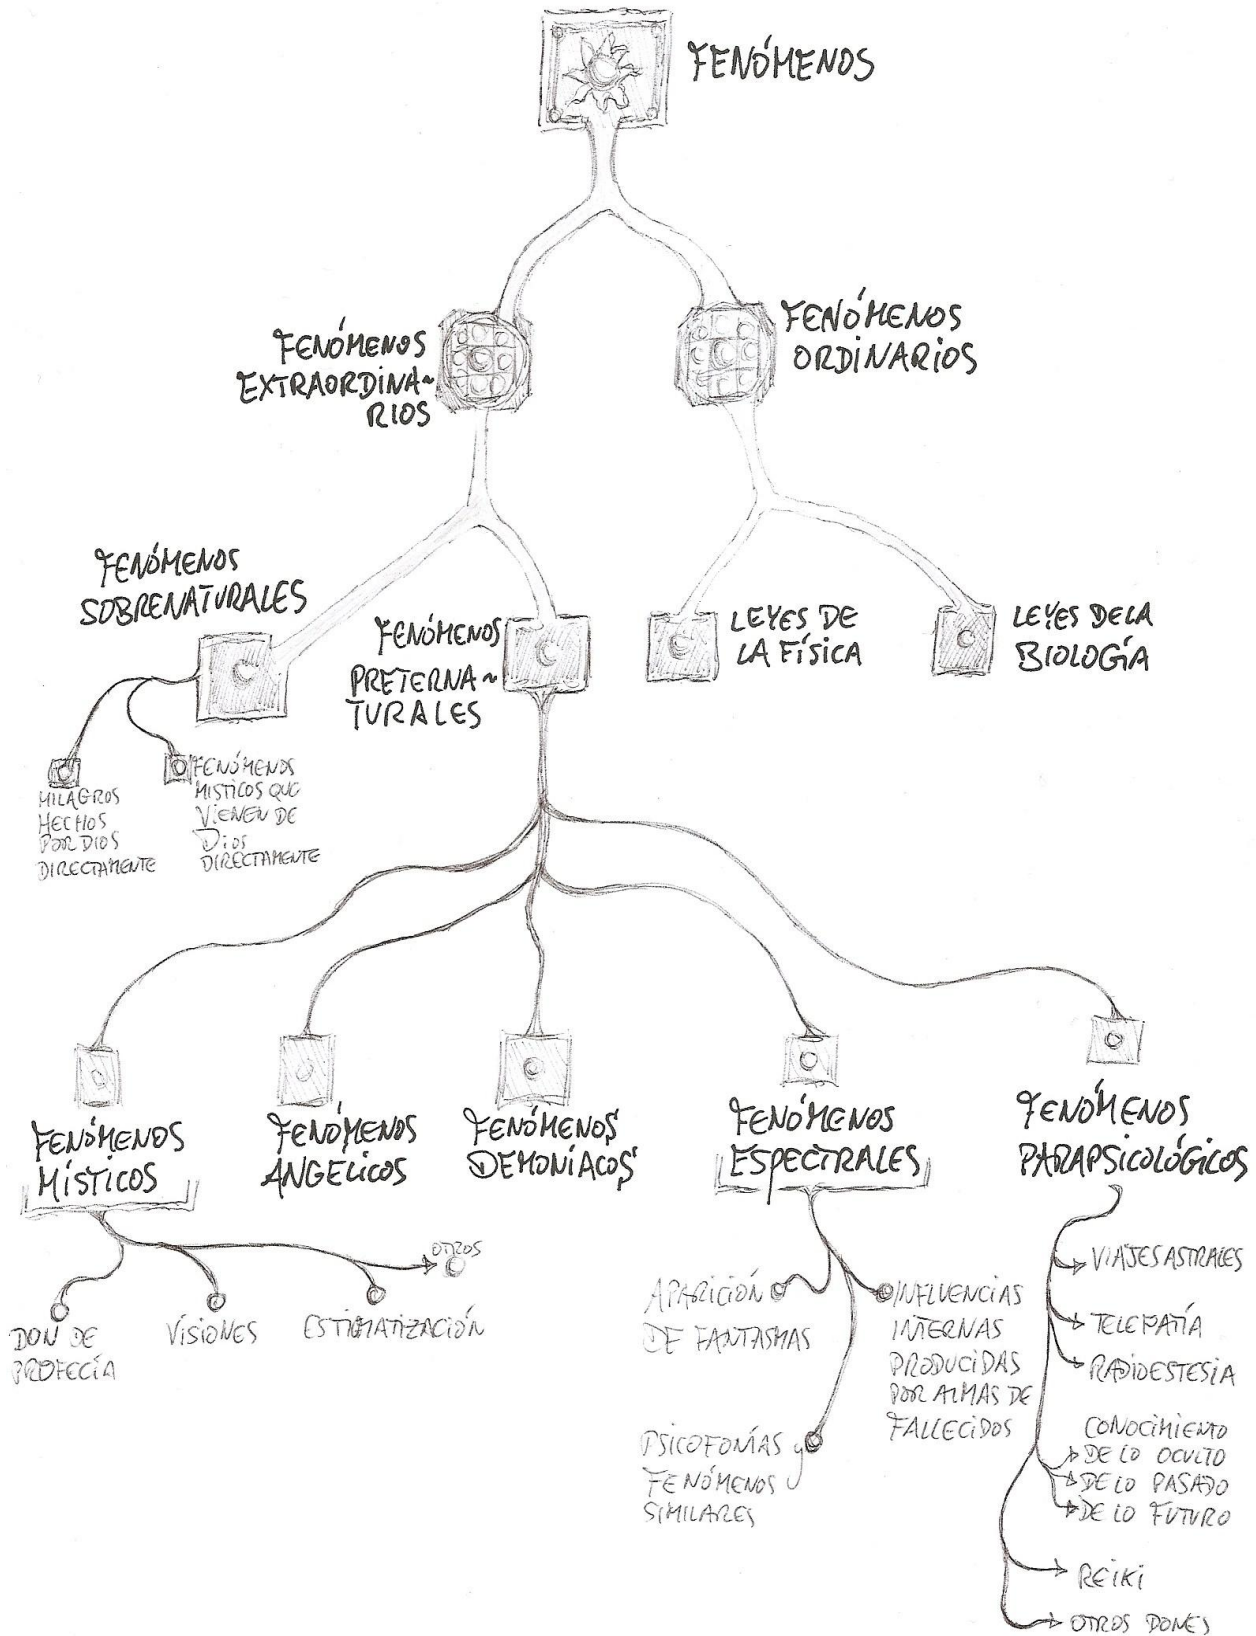 FENÓMENOS
FENÓMENOS
EXTRAORDINA~
RIOS
FENÓMENOS
ORDINARIOS
FENÓMENOS
SOBRENATURALES
FENÓMENOS
PRETERNA~
TURALES
LEYES DE
LA FÍSICA
LEYES DE LA
BIOLOGÍA
MILAGROS
HECHOS
POR DIOS
DIRECTAMENTE
FENÓMENOS
MISTICOS QUE
VIENEN DE
DIOS
DIRECTAMENTE
FENÓMENOS
MÍSTICOS
FENÓMENOS
ANGÉLICOS
FENÓMENOS
DEMONÍACOS
FENÓMENOS
ESPECTRALES
FENÓMENOS
PARAPSICOLÓGICOS
DON DE
PROFECÍA
VISIONES
ESTIGMATIZACIÓN
OTROS
APARICIÓN
DE FANTASMAS
PSICOFONÍAS y
FENÓMENOS
SIMILARES
INFLUENCIAS
INTERNAS
PRODUCIDAS
POR ALMAS DE
FALLECIDOS
VIAJES ASTRALES
TELEPATÍA
RADIOESTESIA
CONOCIMIENTO
DE LO OCULTO
DE LO PASADO
DE LO FUTURO
REIKI
OTROS DONES